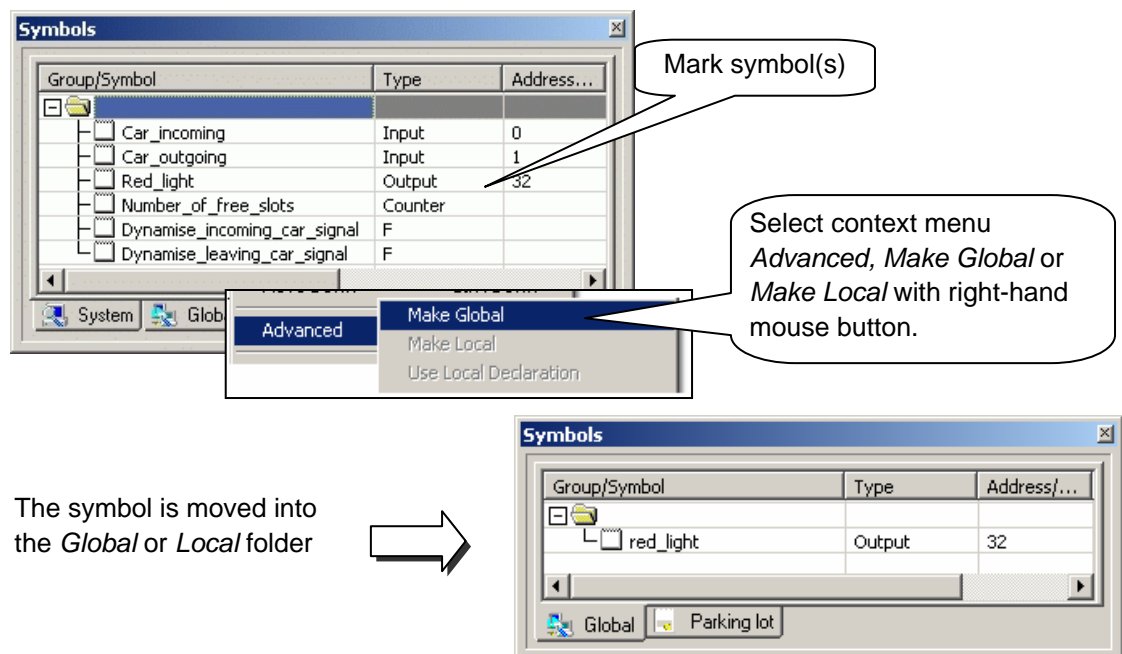 Symbols
Group/Symbol Type Address...
Car_incoming Input 0
Car_outgoing Input 1
Red_light Output 32
Number_of_free_slots Counter
Dynamise_incoming_car_signal F
Dynamise_leaving_car_signal F
System Glob
Mark symbol(s)
Advanced
Make Global
Make Local
Use Local Declaration
Select context menu
Advanced, Make Global or
Make Local with right-hand
mouse button.
The symbol is moved into
the Global or Local folder
Symbols
Group/Symbol Type Address/...
red_light Output 32
Global Parking lot